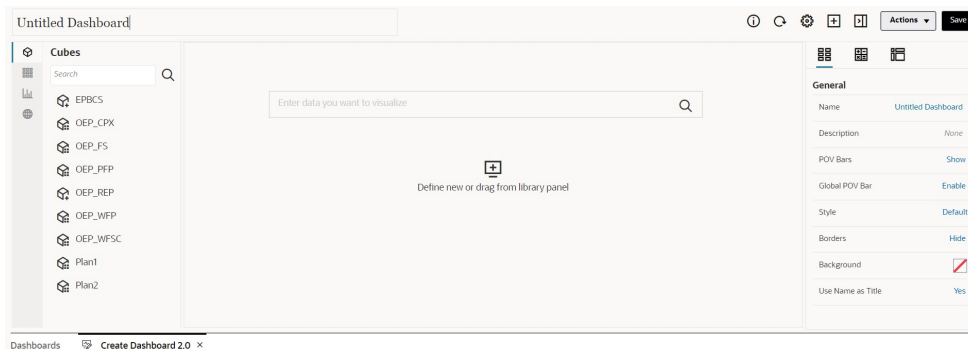 Untitled Dashboard
Actions
Save
Cubes
Search
EPBCS
OEP_CPX
OEP_FS
OEP_PFP
OEP_REP
OEP_WFP
OEP_WFSC
Plan1
Plan2
Enter data you want to visualize
Define new or drag from library panel
General
Name Untitled Dashboard
Description None
POV Bars Show
Global POV Bar Enable
Style Default
Borders Hide
Background
Use Name as Title Yes
Dashboards Create Dashboard 2.0 ×